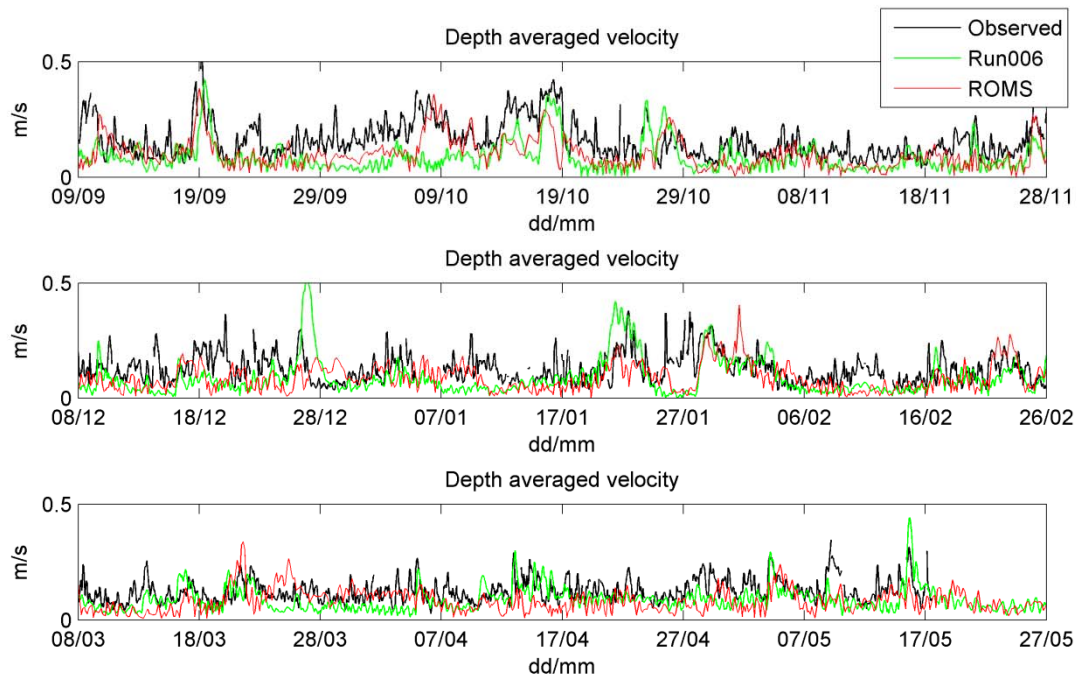 Observed
Run006
ROMS
Depth averaged velocity
0.5
m/s
0
09/09 19/09 29/09 09/10 19/10 29/10 08/11 18/11 28/11
dd/mm
Depth averaged velocity
0.5
m/s
0
08/12 18/12 28/12 07/01 17/01 27/01 06/02 16/02 26/02
dd/mm
Depth averaged velocity
0.5
m/s
0
08/03 18/03 28/03 07/04 17/04 27/04 07/05 17/05 27/05
dd/mm